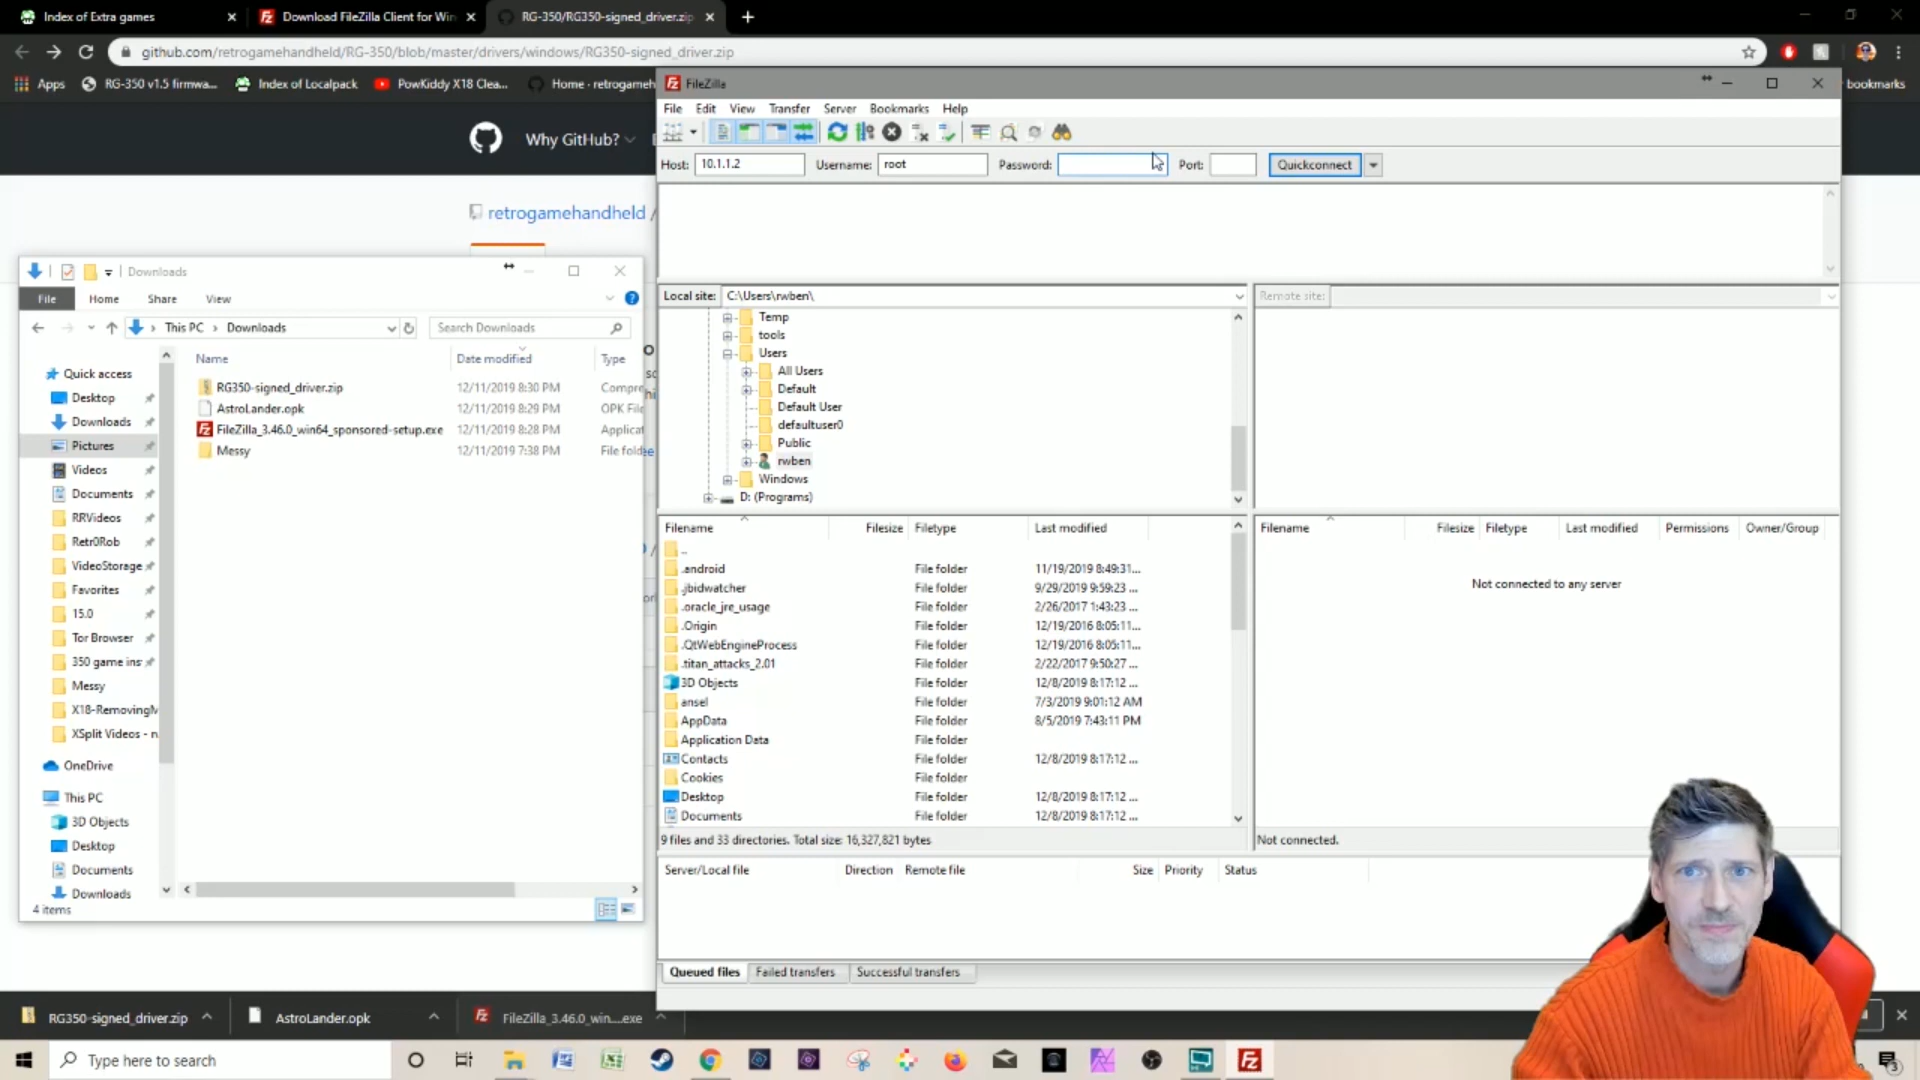 Index of Extra games
Download FileZilla Client for Win
RG-350/RG350-signed_driver.zip
github.com/retrogamehandheld/RG-350/blob/master/drivers/windows/RG350-signed_driver.zip
Apps
RG-350 v1.5 firmwa...
Index of Localpack
PowKiddy X18 Clea...
Home · retrogameh
bookmarks
Why GitHub?
retrogamehandheld /
FileZilla
File Edit View Transfer Server Bookmarks Help
Host: 10.1.1.2 Username: root Password: Port: Quickconnect
Local site: C:\Users\rwben\
Temp
tools
Users
All Users
Default
Default User
defaultuser0
Public
rwben
Windows
D: (Programs)
Remote site:
Filename Filesize Filetype Last modified
..
.android File folder 11/19/2019 8:49:31...
.jbidwatcher File folder 9/29/2019 9:59:23 ...
.oracle_jre_usage File folder 2/26/2017 1:43:23 ...
.Origin File folder 12/19/2016 8:05:11...
.QtWebEngineProcess File folder 12/19/2016 8:05:11...
.titan_attacks_2.01 File folder 2/22/2017 9:50:27 ...
3D Objects File folder 12/8/2019 8:17:12 ...
ansel File folder 7/3/2019 9:01:12 AM
AppData File folder 8/5/2019 7:43:11 PM
Application Data File folder
Contacts File folder 12/8/2019 8:17:12 ...
Cookies File folder
Desktop File folder 12/8/2019 8:17:12 ...
Documents File folder 12/8/2019 8:17:12 ...
9 files and 33 directories. Total size: 16,327,821 bytes
Filename Filesize Filetype Last modified Permissions Owner/Group
Not connected to any server
Not connected.
Server/Local file Direction Remote file Size Priority Status
Queued files Failed transfers Successful transfers
Downloads
File Home Share View
This PC Downloads
Search Downloads
Name Date modified Type
RG350-signed_driver.zip 12/11/2019 8:30 PM Compre
AstroLander.opk 12/11/2019 8:29 PM OPK File
FileZilla_3.46.0_win64_sponsored-setup.exe 12/11/2019 8:28 PM Applicat
Messy 12/11/2019 7:38 PM File folde
Quick access
Desktop
Downloads
Pictures
Videos
Documents
RRVideos
Retr0Rob
VideoStorage
Favorites
15.0
Tor Browser
350 game ins
Messy
X18-RemovingM
XSplit Videos - n
OneDrive
This PC
3D Objects
Desktop
Documents
Downloads
4 items
RG350-signed_driver.zip
AstroLander.opk
FileZilla_3.46.0_win....exe
Type here to search
3